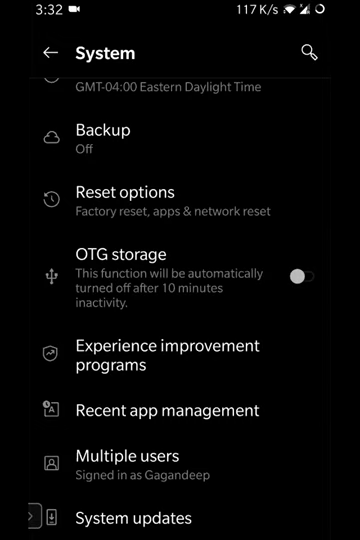 3:32
117 K/s
System
GMT-04:00 Eastern Daylight Time
Backup
Off
Reset options
Factory reset, apps & network reset
OTG storage
This function will be automatically
turned off after 10 minutes
inactivity.
Experience improvement
programs
Recent app management
Multiple users
Signed in as Gagandeep
System updates